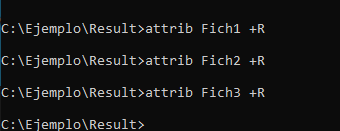 C:\Ejemplo\Result>attrib Fich1 +R
C:\Ejemplo\Result>attrib Fich2 +R
C:\Ejemplo\Result>attrib Fich3 +R
C:\Ejemplo\Result>